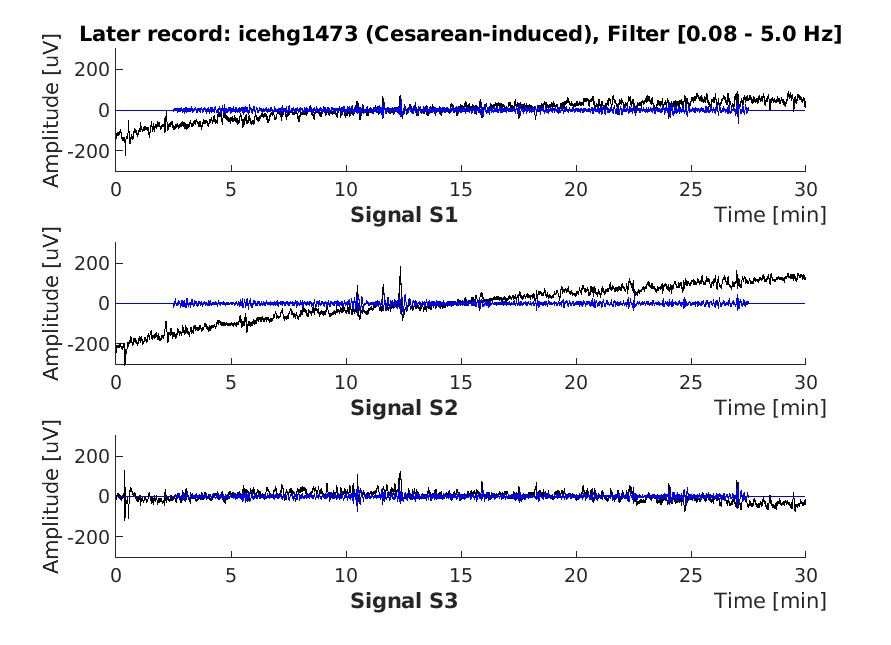 Later record: icehg1473 (Cesarean-induced), Filter [0.08 - 5.0 Hz]
Amplitude [uV]
200
0
-200
0 5 10 15 20 25 30
Signal S1 Time [min]
Amplitude [uV]
200
0
-200
0 5 10 15 20 25 30
Signal S2 Time [min]
Amplitude [uV]
200
0
-200
0 5 10 15 20 25 30
Signal S3 Time [min]